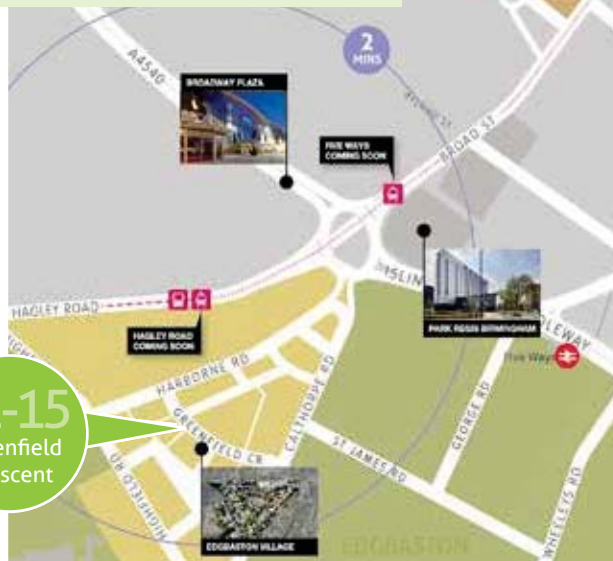 A4540
2
MINS
BROADWAY PLAZA
BROAD ST
FIVE WAYS
COMING SOON
PARK REGIS BIRMINGHAM
Five Ways
HAGLEY ROAD
HAGLEY ROAD
COMING SOON
HARBORNE RD
CALTHORPE RD
GEORGE RD
-15
enfield
scent
GREENFIELD CR
ST JAMES RD
HIGHFIELD RD
WHEELEYS RD
EDGBASTON VILLAGE
EDGBASTON